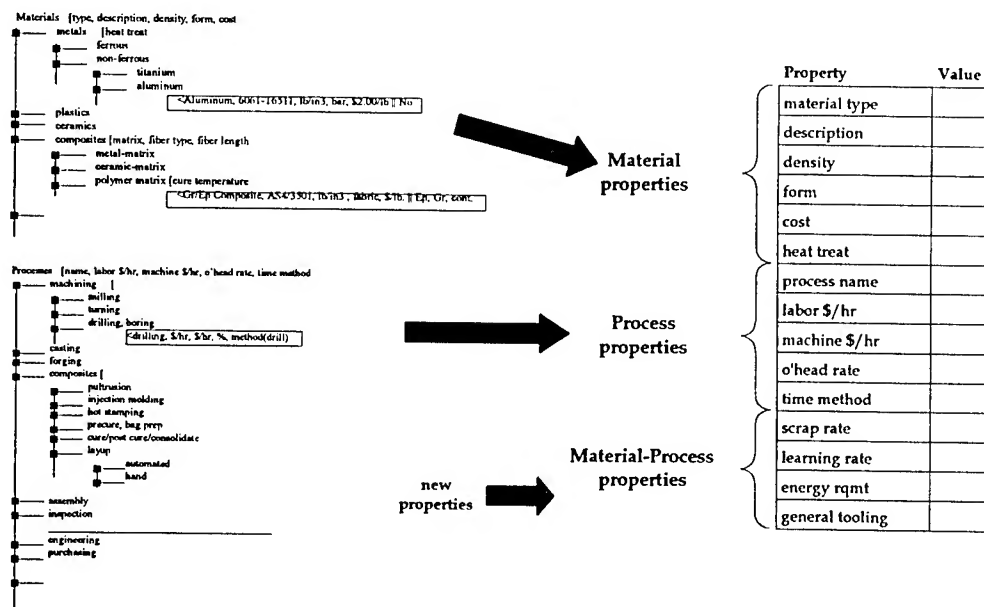 Materials [type, description, density, form, cost
metals [heat treat
ferrous
non-ferrous
titanium
aluminum
<Aluminum, 6061-16511, lb/in3, bar, $2.00/lb || No
plastics
ceramics
composites [matrix, fiber type, fiber length
metal-matrix
ceramic-matrix
polymer matrix [cure temperature
<Gr/Ep Composite, AS4/3501, lb/in3, fabric, $/lb. || Ep, Gr, cont.
Processes [name, labor $/hr, machine $/hr, o'head rate, time method
machining [
milling
turning
drilling, boring
<drilling, $/hr, $/hr, %, method(drill)
casting
forging
composites [
pultrusion
injection molding
hot stamping
precure, bag prep
cure/post cure/consolidate
layup
automated
hand
assembly
inspection
engineering
purchasing
Material
properties
Process
properties
new
properties
Material-Process
properties
Property Value
material type
description
density
form
cost
heat treat
process name
labor $/hr
machine $/hr
o'head rate
time method
scrap rate
learning rate
energy rqmt
general tooling